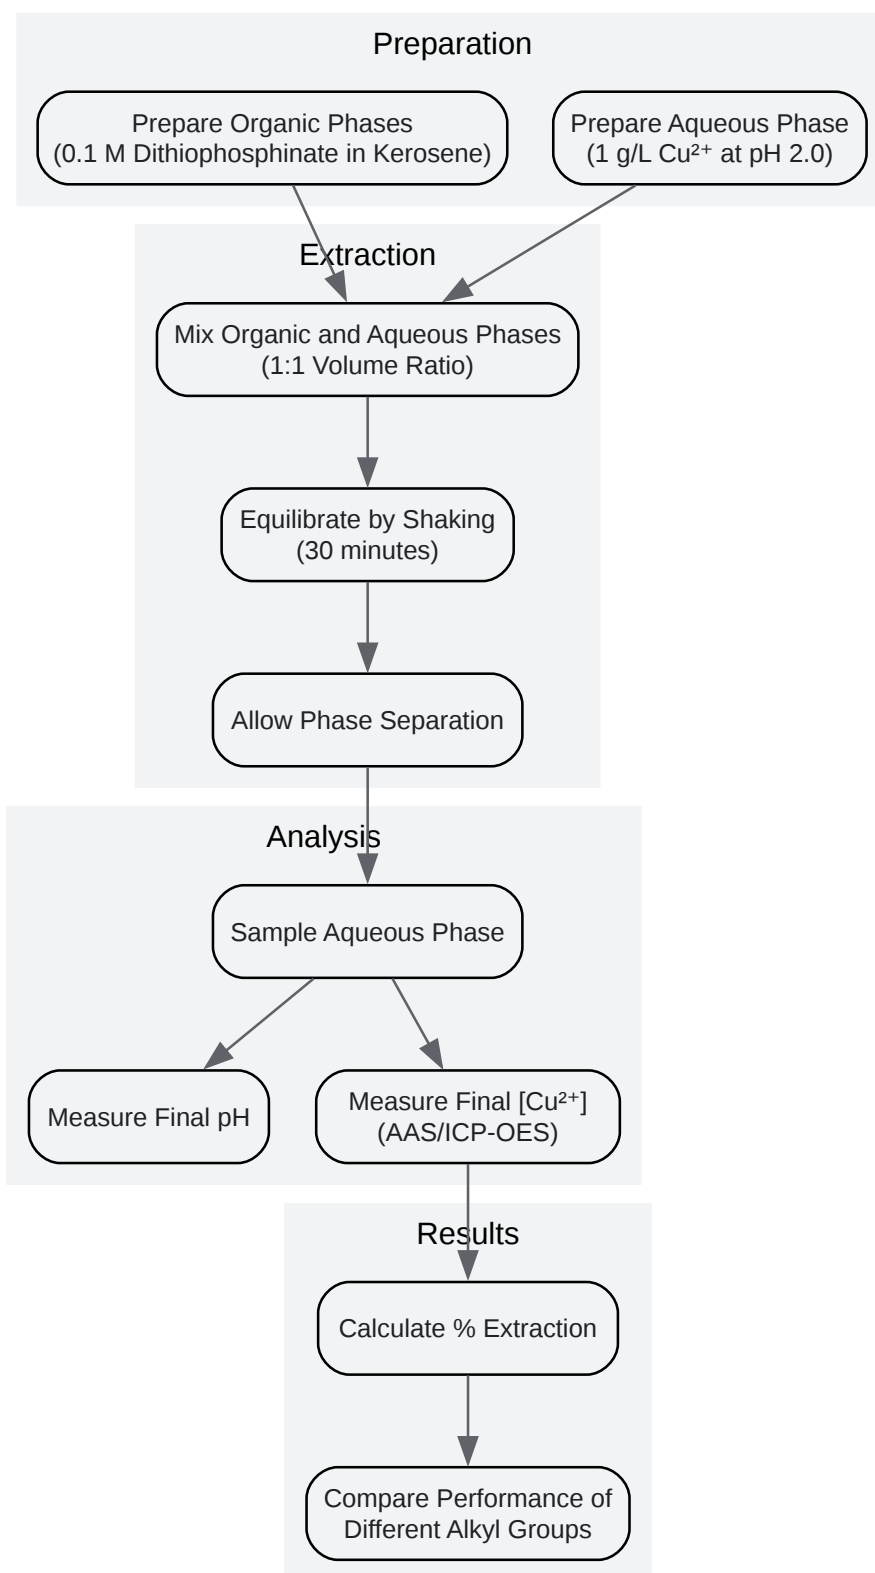 Preparation
Prepare Organic Phases
(0.1 M Dithiophosphinate in Kerosene)
Prepare Aqueous Phase
(1 g/L Cu²⁺ at pH 2.0)
Extraction
Mix Organic and Aqueous Phases
(1:1 Volume Ratio)
Equilibrate by Shaking
(30 minutes)
Allow Phase Separation
Analysis
Sample Aqueous Phase
Measure Final pH
Measure Final [Cu²⁺]
(AAS/ICP-OES)
Results
Calculate % Extraction
Compare Performance of
Different Alkyl Groups